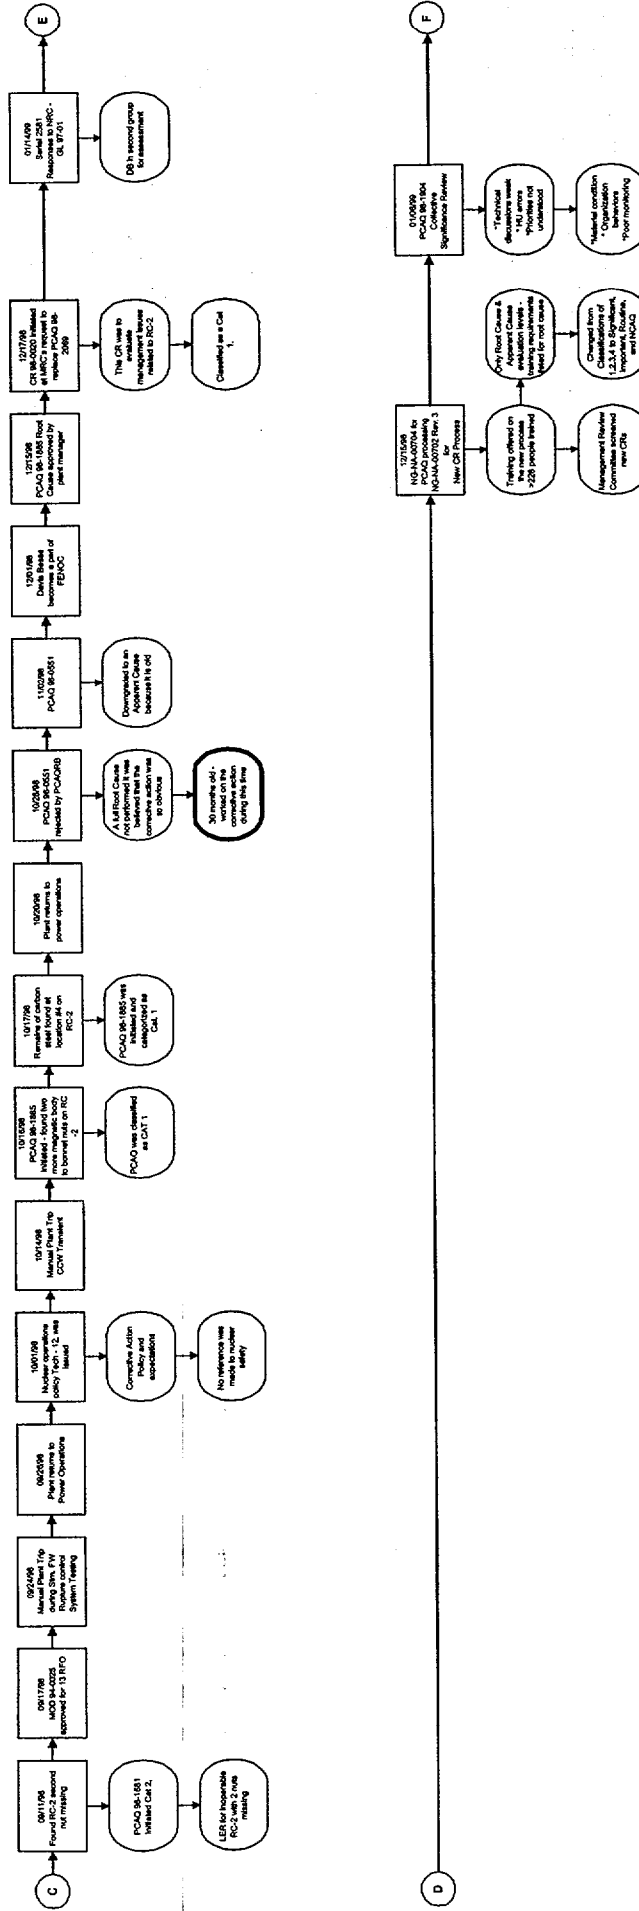 C
09/11/98
Found RC-2 second
nut missing
PCAQ 98-1681
Initiated Cat 2,
LER for inoperable
RC-2 with 2 nuts
missing
09/17/98
MOD 94-0025
approved for 13 RFO
09/24/98
Manual Plant Trip
during Stm. FW
Rupture control
System Testing
09/26/98
Plant returns to
Power Operations
10/01/98
Nuclear operations
policy Tech - 12, was
issued
Corrective Action
Policy and
expectations
No reference was
made to nuclear
safety
10/14/98
Manual Plant Trip
CCW Transient
10/16/98
PCAQ 98-1885
initiated - found two
more magnetic body
to bonnet nuts on RC
-2
PCAQ was classified
as CAT 1
10/17/98
Remains of carbon
steel found at
location #4 on
RC-2
PCAQ 98-1885 was
initiated and
categorized as
Cat. 1
10/20/98
Plant returns to
power operations
10/28/98
PCAQ 96-0551
rejected by PCAQRB
A full Root Cause
not performed it was
believed that the
corrective action was
so obvious
30 months old -
worked on the
corrective action
during this time
11/02/98
PCAQ 96-0551
Downgraded to an
Apparent Cause
because it is old
12/01/98
Davis Besse
becomes a part of
FENOC
12/15/98
PCAQ 98-1885 Root
Cause approved by
plant manager
12/17/98
CR 98-0020 initiated
at MRC's request to
replace PCAQ 98-
2069
This CR was to
evaluate
management issues
related to RC-2
Classified as a Cat
1.
01/14/99
Serial 2581
Responses to NRC -
GL 97-01
DB in second group
for assessment
E
D
12/15/98
NG-NA-00704 for
PCAQ processing
NG-NA-00702 Rev. 3
for
New CR Process
Training offered on
the new process
>226 people trained
Management Review
Committee screened
new CRs
Only Root Cause &
Apparent Cause
evaluation levels -
training requirements
listed for root cause
Changed from
Classifications of
1,2,3,4 to Significant,
Important, Routine,
and NCAQ
01/06/99
PCAQ 98-1904
Collective
Significance Review
*Technical
discussions weak
* HU errors
*Priorities not
understood
*Material condition
* Organization
behaviors
*Poor monitoring
F